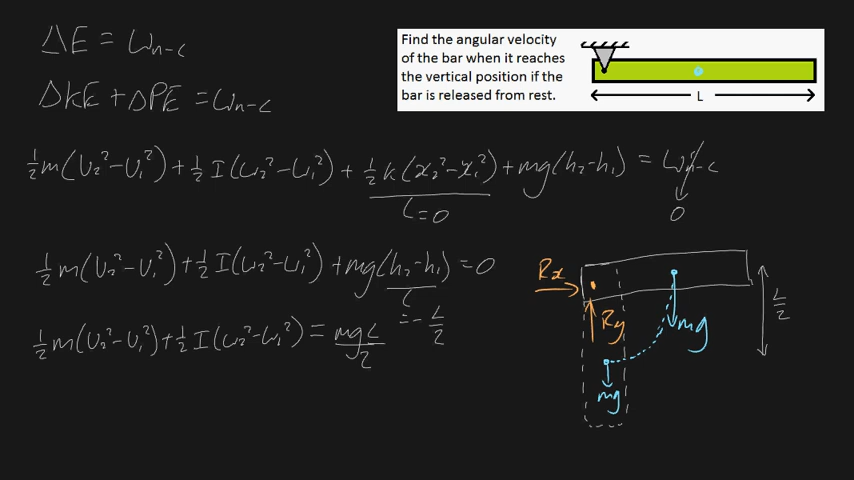 ΔE = Wn-c
ΔKE + ΔPE = Wn-c
Find the angular velocity
of the bar when it reaches
the vertical position if the
bar is released from rest.
L
½m(V₂² - V₁²) + ½I(ω₂² - ω₁²) + ½k(x₂² - x₁²) + mg(h₂ - h₁) = Wn-c
= 0
0
½m(V₂² - V₁²) + ½I(ω₂² - ω₁²) + mg(h₂ - h₁) = 0
= -L/2
½m(V₂² - V₁²) + ½I(ω₂² - ω₁²) = mgL/2
Rx
Ry
mg
L/2
mg